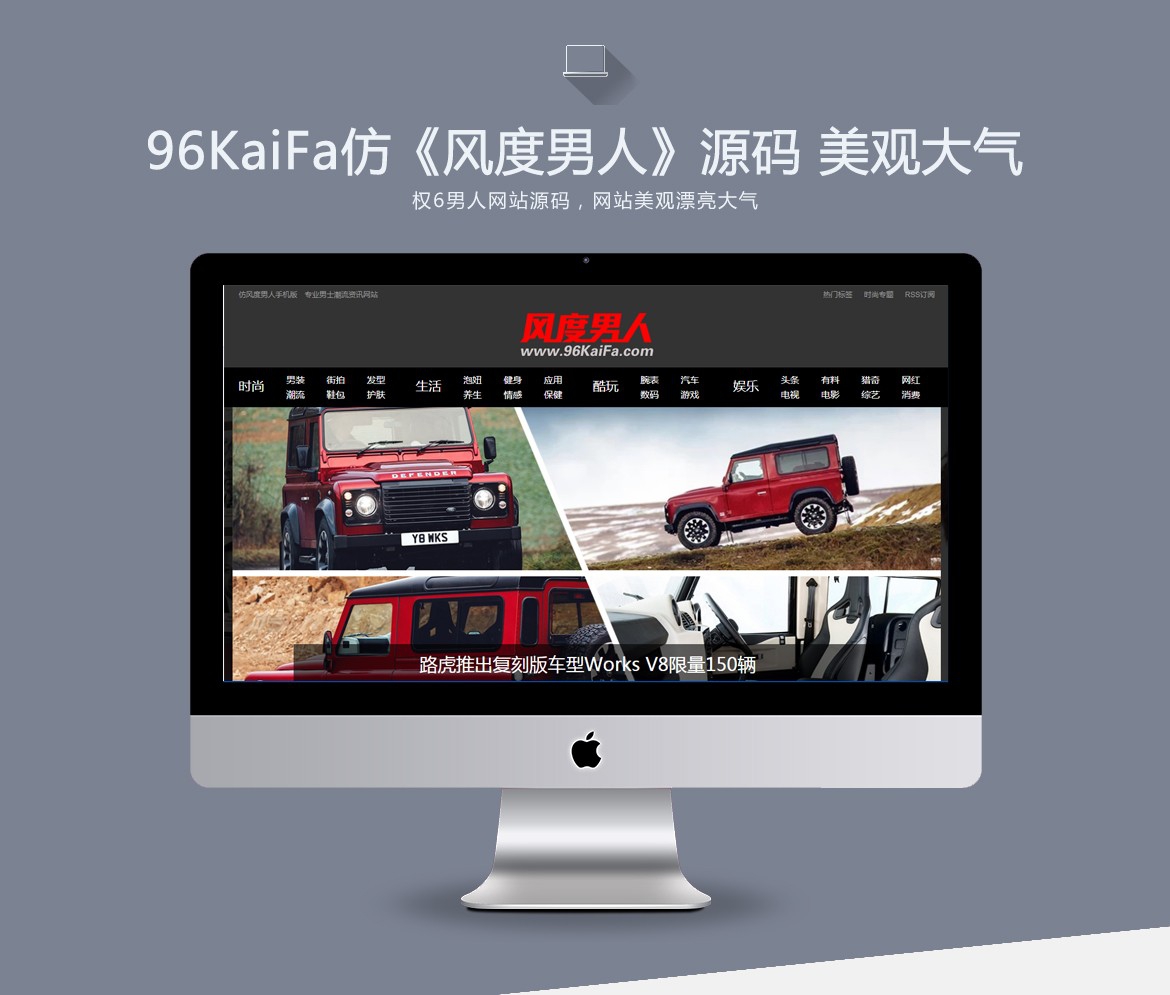 96KaiFa仿《风度男人》源码 美观大气
权6男人网站源码，网站美观漂亮大气
仿风度男人手机版 专业男士潮流资讯网站
热门标签 时尚专题 RSS订阅
风度男人
www.96KaiFa.com
时尚 男装 街拍 发型 生活 泡妞 健身 应用 酷玩 腕表 汽车 娱乐 头条 有料 猎奇 网红
潮流 鞋包 护肤 养生 情感 保健 数码 游戏 电视 电影 综艺 消费
DEFENDER
Y8 WKS
路虎推出复刻版车型Works V8限量150辆